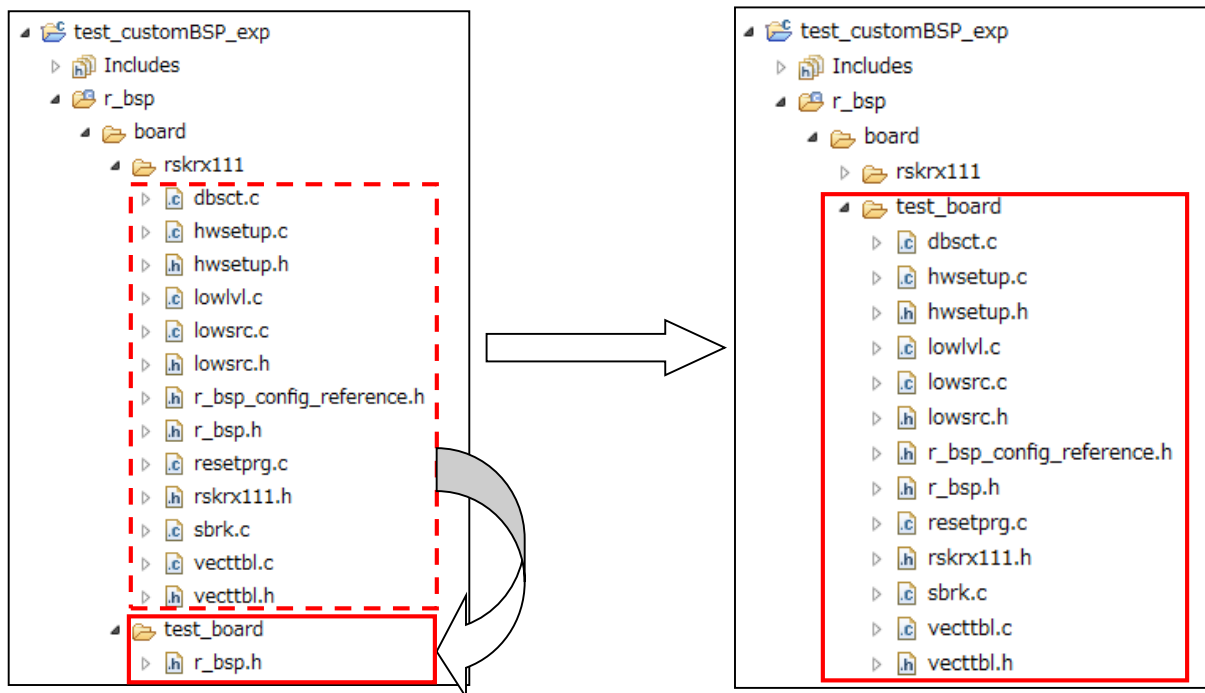 test_customBSP_exp
Includes
r_bsp
board
rskrx111
dbsct.c
hwsetup.c
hwsetup.h
lowlvl.c
lowsrc.c
lowsrc.h
r_bsp_config_reference.h
r_bsp.h
resetprg.c
rskrx111.h
sbrk.c
vecttbl.c
vecttbl.h
test_board
r_bsp.h
test_customBSP_exp
Includes
r_bsp
board
rskrx111
test_board
dbsct.c
hwsetup.c
hwsetup.h
lowlvl.c
lowsrc.c
lowsrc.h
r_bsp_config_reference.h
r_bsp.h
resetprg.c
rskrx111.h
sbrk.c
vecttbl.c
vecttbl.h